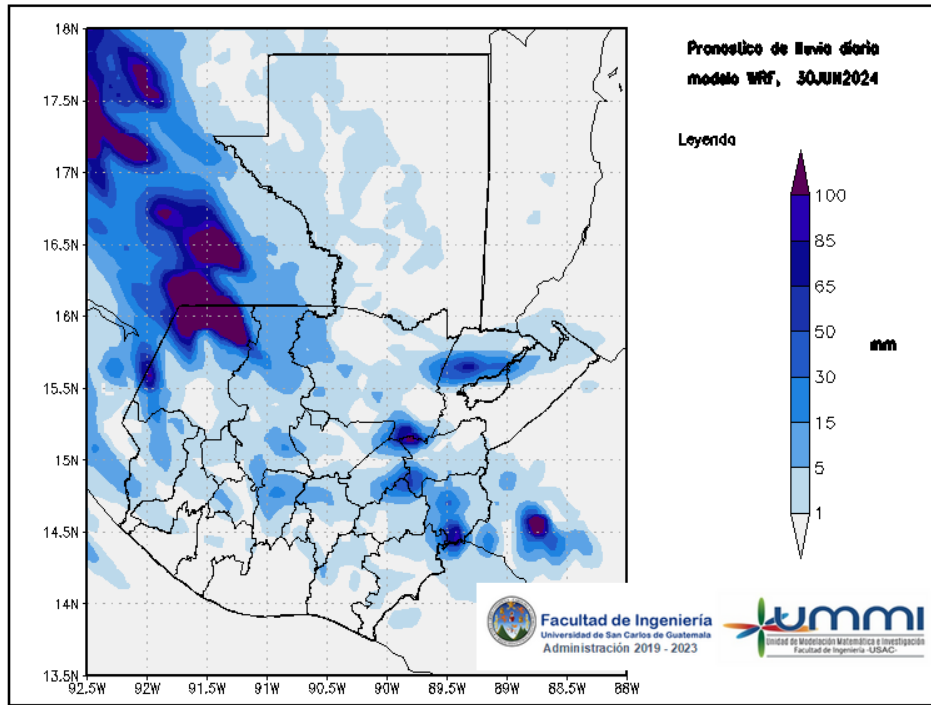 Pronostico de lluvia diaria
modelo WRF, 30JUN2024
Leyenda
100
85
65
50
30
15
5
1
mm
18N
17.5N
17N
16.5N
16N
15.5N
15N
14.5N
14N
13.5N
92.5W
92W
91.5W
91W
90.5W
90W
89.5W
89W
88.5W
88W
Facultad de Ingeniería
Universidad de San Carlos de Guatemala
Administración 2019 - 2023
ummi
Unidad de Modelación Matemática e Investigación
Facultad de Ingeniería -USAC-